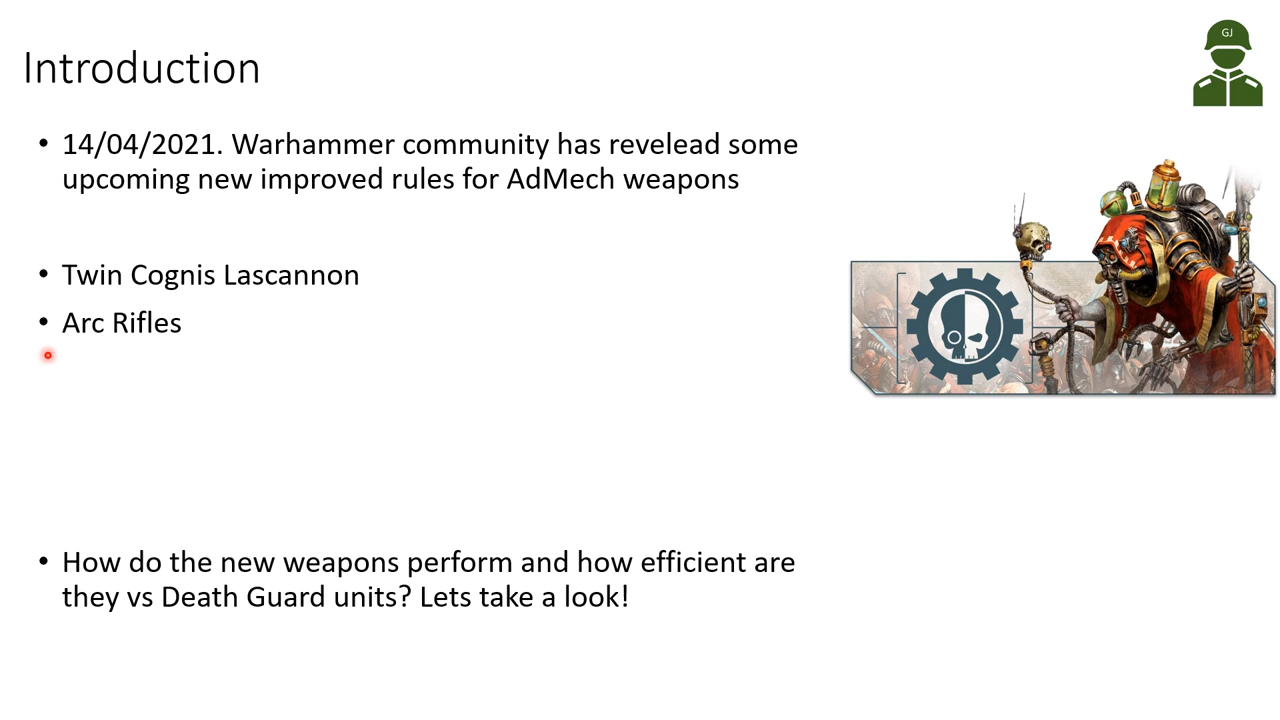 GJ
Introduction
• 14/04/2021. Warhammer community has revelead some
upcoming new improved rules for AdMech weapons
• Twin Cognis Lascannon
• Arc Rifles
• How do the new weapons perform and how efficient are
they vs Death Guard units? Lets take a look!